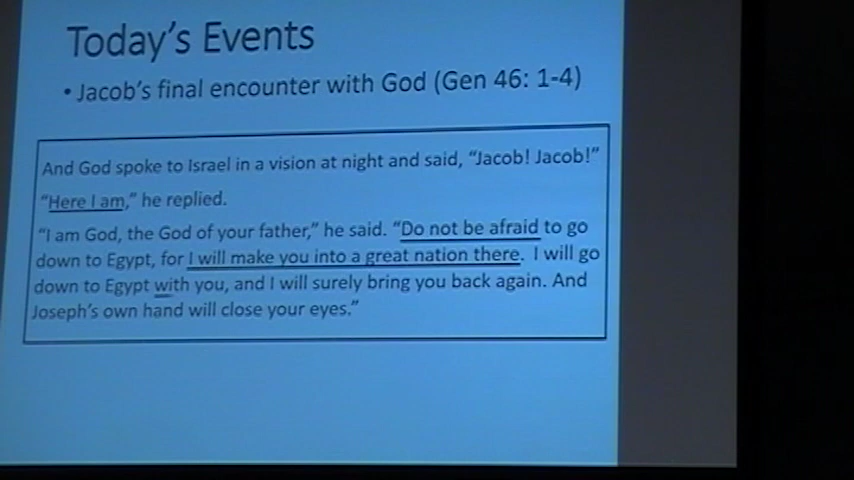 Today's Events
• Jacob's final encounter with God (Gen 46: 1-4)
And God spoke to Israel in a vision at night and said, "Jacob! Jacob!"
"Here I am," he replied.
"I am God, the God of your father," he said. "Do not be afraid to go
down to Egypt, for I will make you into a great nation there. I will go
down to Egypt with you, and I will surely bring you back again. And
Joseph's own hand will close your eyes."